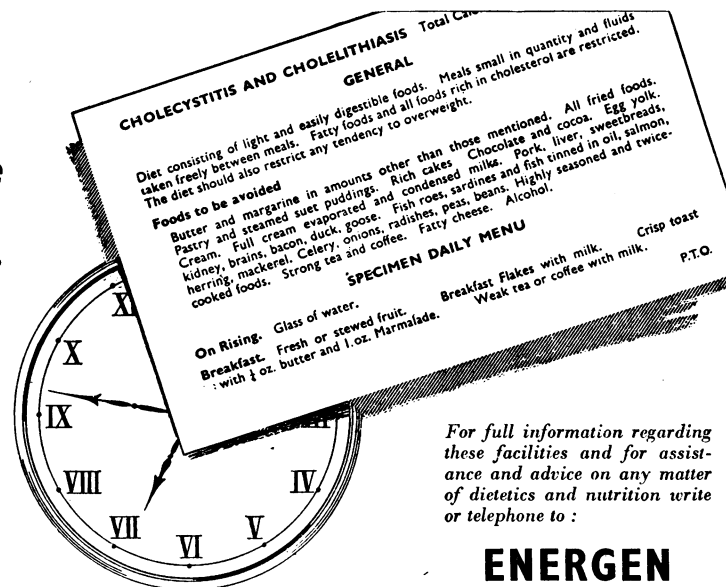 CHOLECYSTITIS AND CHOLELITHIASIS Total
GENERAL
Diet consisting of light and easily digestible foods. Meals small in quantity and fluids
taken freely between meals. Fatty foods and all foods rich in cholesterol are restricted.
The diet should also restrict any tendency to overweight.
Foods to be avoided
Butter and margarine in amounts other than those mentioned. All fried foods.
Pastry and steamed suet puddings. Rich cakes Chocolate and cocoa. Egg yolk.
Cream. Full cream evaporated and condensed milks. Pork, liver, sweetbreads,
kidney, brains, bacon, duck, goose. Fish roes, sardines and fish tinned in oil, salmon,
herring, mackerel. Celery, onions, radishes, peas, beans. Highly seasoned and twice-
cooked foods. Strong tea and coffee. Fatty cheese. Alcohol.
SPECIMEN DAILY MENU
On Rising. Glass of water.
Breakfast. Fresh or stewed fruit. Breakfast Flakes with milk. Crisp toast
with ¼ oz. butter and 1.oz. Marmalade. Weak tea or coffee with milk.
P.T.O.
XI
X
IX
VIII
VII
VI
V
IV
For full information regarding
these facilities and for assist-
ance and advice on any matter
of dietetics and nutrition write
or telephone to :
ENERGEN